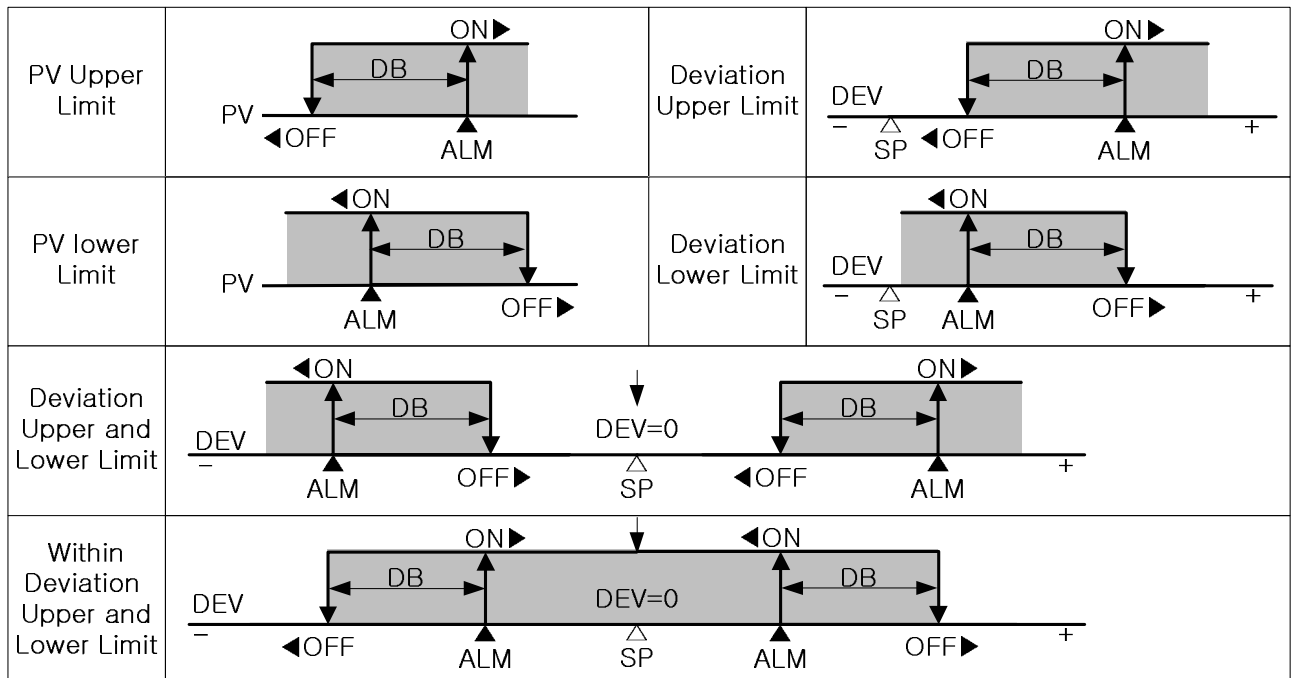 PV Upper
Limit
ON▶
DB
PV
◀OFF
ALM
Deviation
Upper Limit
ON▶
DB
DEV
−
SP
◀OFF
ALM
+
PV lower
Limit
◀ON
DB
PV
ALM
OFF▶
Deviation
Lower Limit
◀ON
DB
DEV
−
SP
ALM
OFF▶
+
Deviation
Upper and
Lower Limit
◀ON
DB
DEV
−
ALM
OFF▶
DEV=0
SP
ON▶
DB
◀OFF
ALM
+
Within
Deviation
Upper and
Lower Limit
ON▶
DB
DEV
−
◀OFF
ALM
DEV=0
SP
◀ON
DB
ALM
OFF▶
+